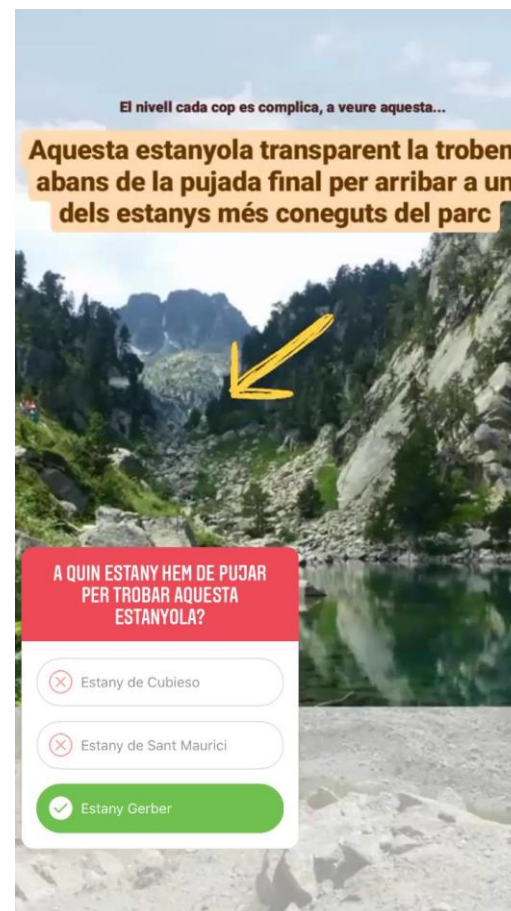 El nivell cada cop es complica, a veure aquesta...
Aquesta estanyola transparent la troben
abans de la pujada final per arribar a un
dels estanys més coneguts del parc
A QUIN ESTANY HEM DE PUJAR
PER TROBAR AQUESTA
ESTANYOLA?
Estany de Cubieso
Estany de Sant Maurici
Estany Gerber